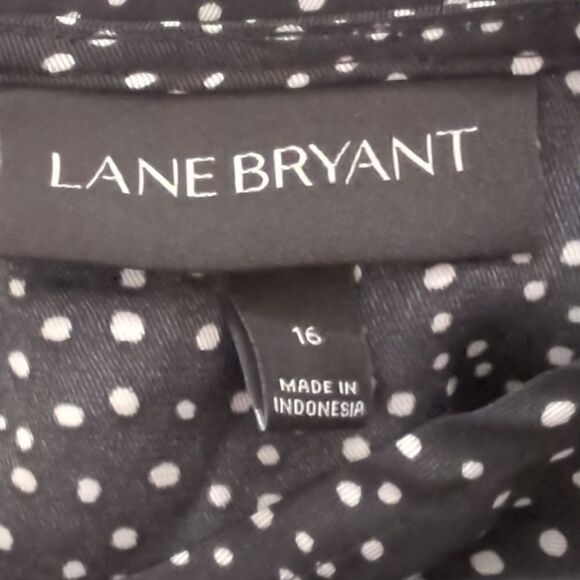 LANE BRYANT
16
MADE IN
INDONESIA